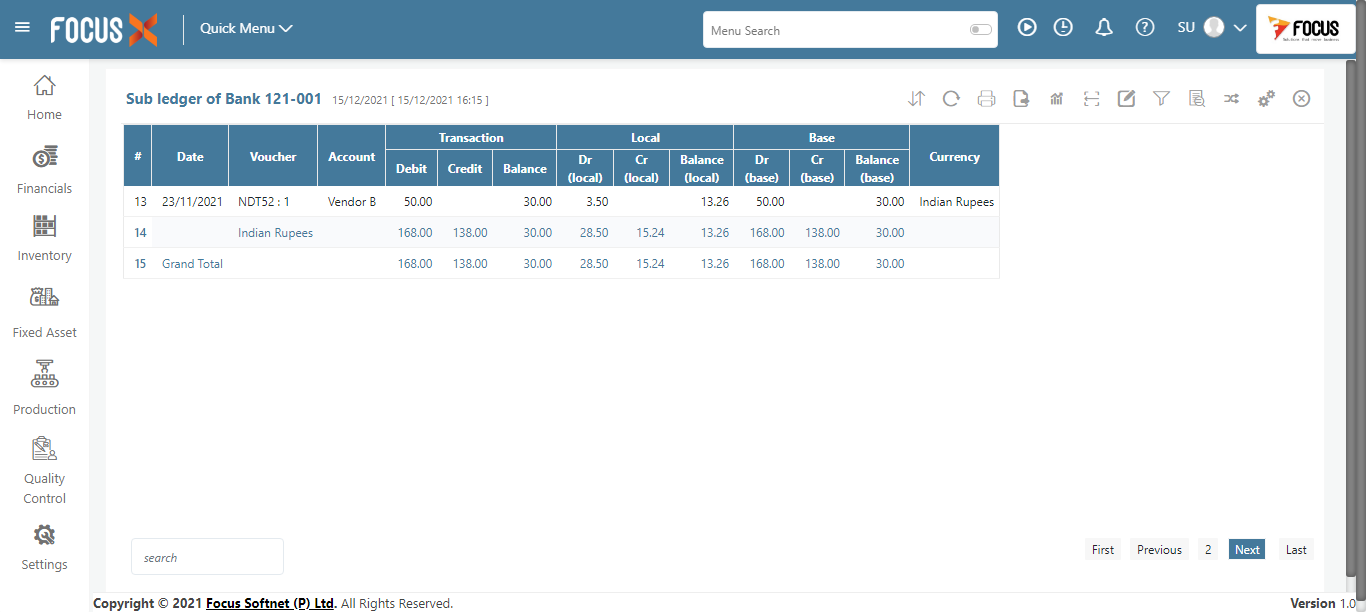 FOCUS X Quick Menu Menu Search SU FOCUS
Home
Financials
Inventory
Fixed Asset
Production
Quality
Control
Settings
Sub ledger of Bank 121-001 15/12/2021 [ 15/12/2021 16:15 ]
# Date Voucher Account Transaction Local Base Currency
Debit Credit Balance Dr (local) Cr (local) Balance (local) Dr (base) Cr (base) Balance (base)
13 23/11/2021 NDT52 : 1 Vendor B 50.00 30.00 3.50 13.26 50.00 30.00 Indian Rupees
14 Indian Rupees 168.00 138.00 30.00 28.50 15.24 13.26 168.00 138.00 30.00
15 Grand Total 168.00 138.00 30.00 28.50 15.24 13.26 168.00 138.00 30.00
search First Previous 2 Next Last
Copyright © 2021 Focus Softnet (P) Ltd. All Rights Reserved. Version 1.0